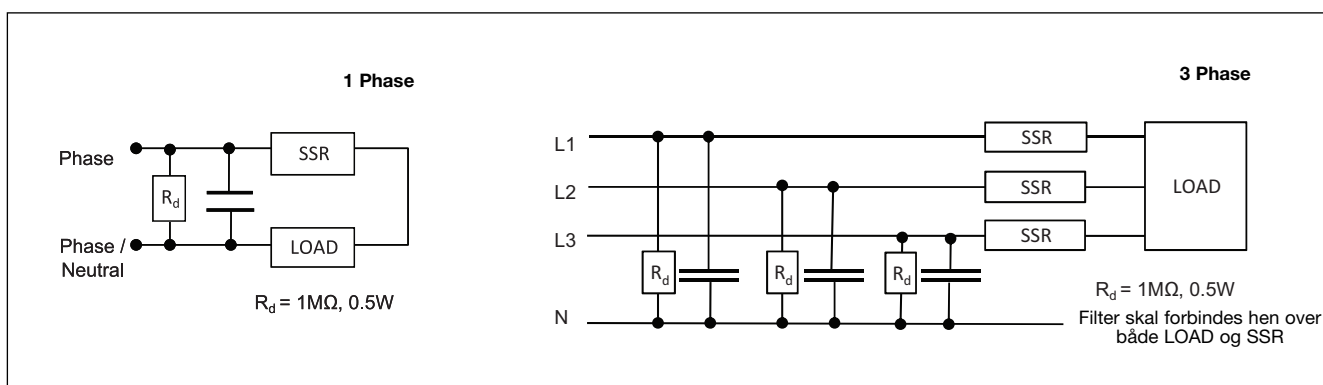 1 Phase
Phase
SSR
Rd
Phase /
Neutral
LOAD
Rd = 1MΩ, 0.5W
3 Phase
L1
SSR
L2
SSR
LOAD
L3
SSR
Rd
Rd
Rd
N
Rd = 1MΩ, 0.5W
Filter skal forbindes hen over
både LOAD og SSR